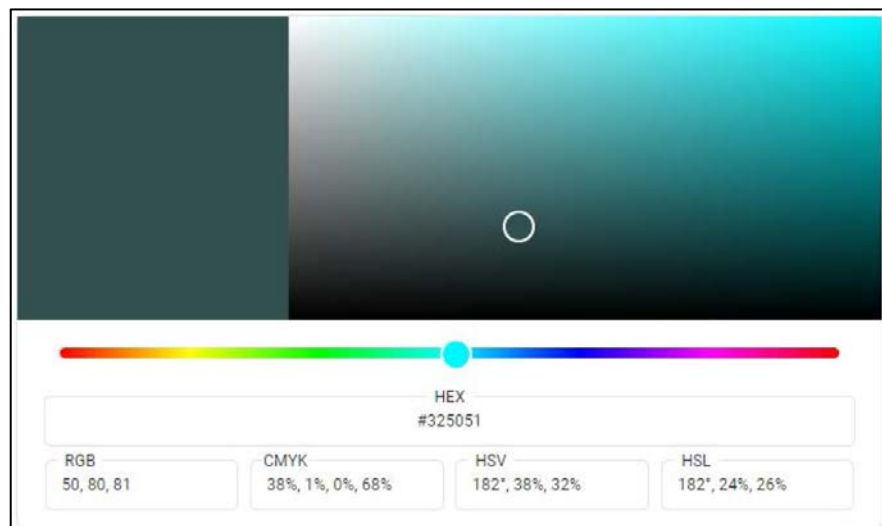 HEX
#325051
RGB
50, 80, 81
CMYK
38%, 1%, 0%, 68%
HSV
182°, 38%, 32%
HSL
182°, 24%, 26%